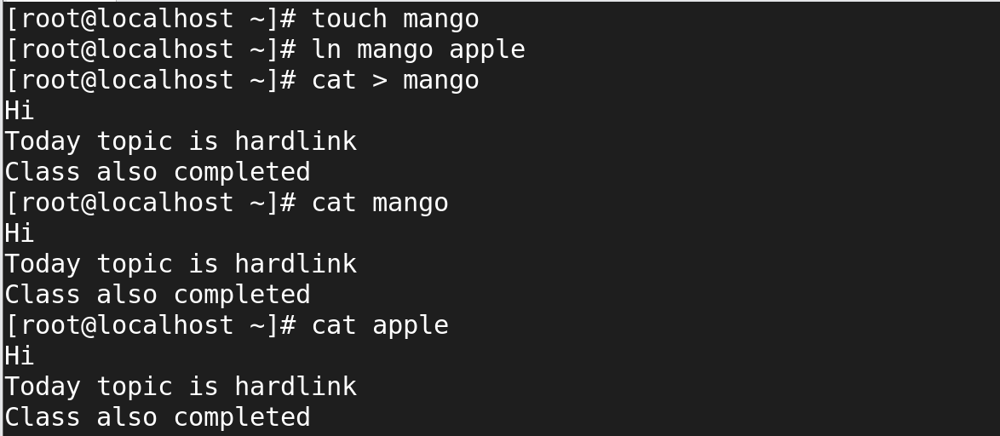 [root@localhost ~]# touch mango
[root@localhost ~]# ln mango apple
[root@localhost ~]# cat > mango
Hi
Today topic is hardlink
Class also completed
[root@localhost ~]# cat mango
Hi
Today topic is hardlink
Class also completed
[root@localhost ~]# cat apple
Hi
Today topic is hardlink
Class also completed